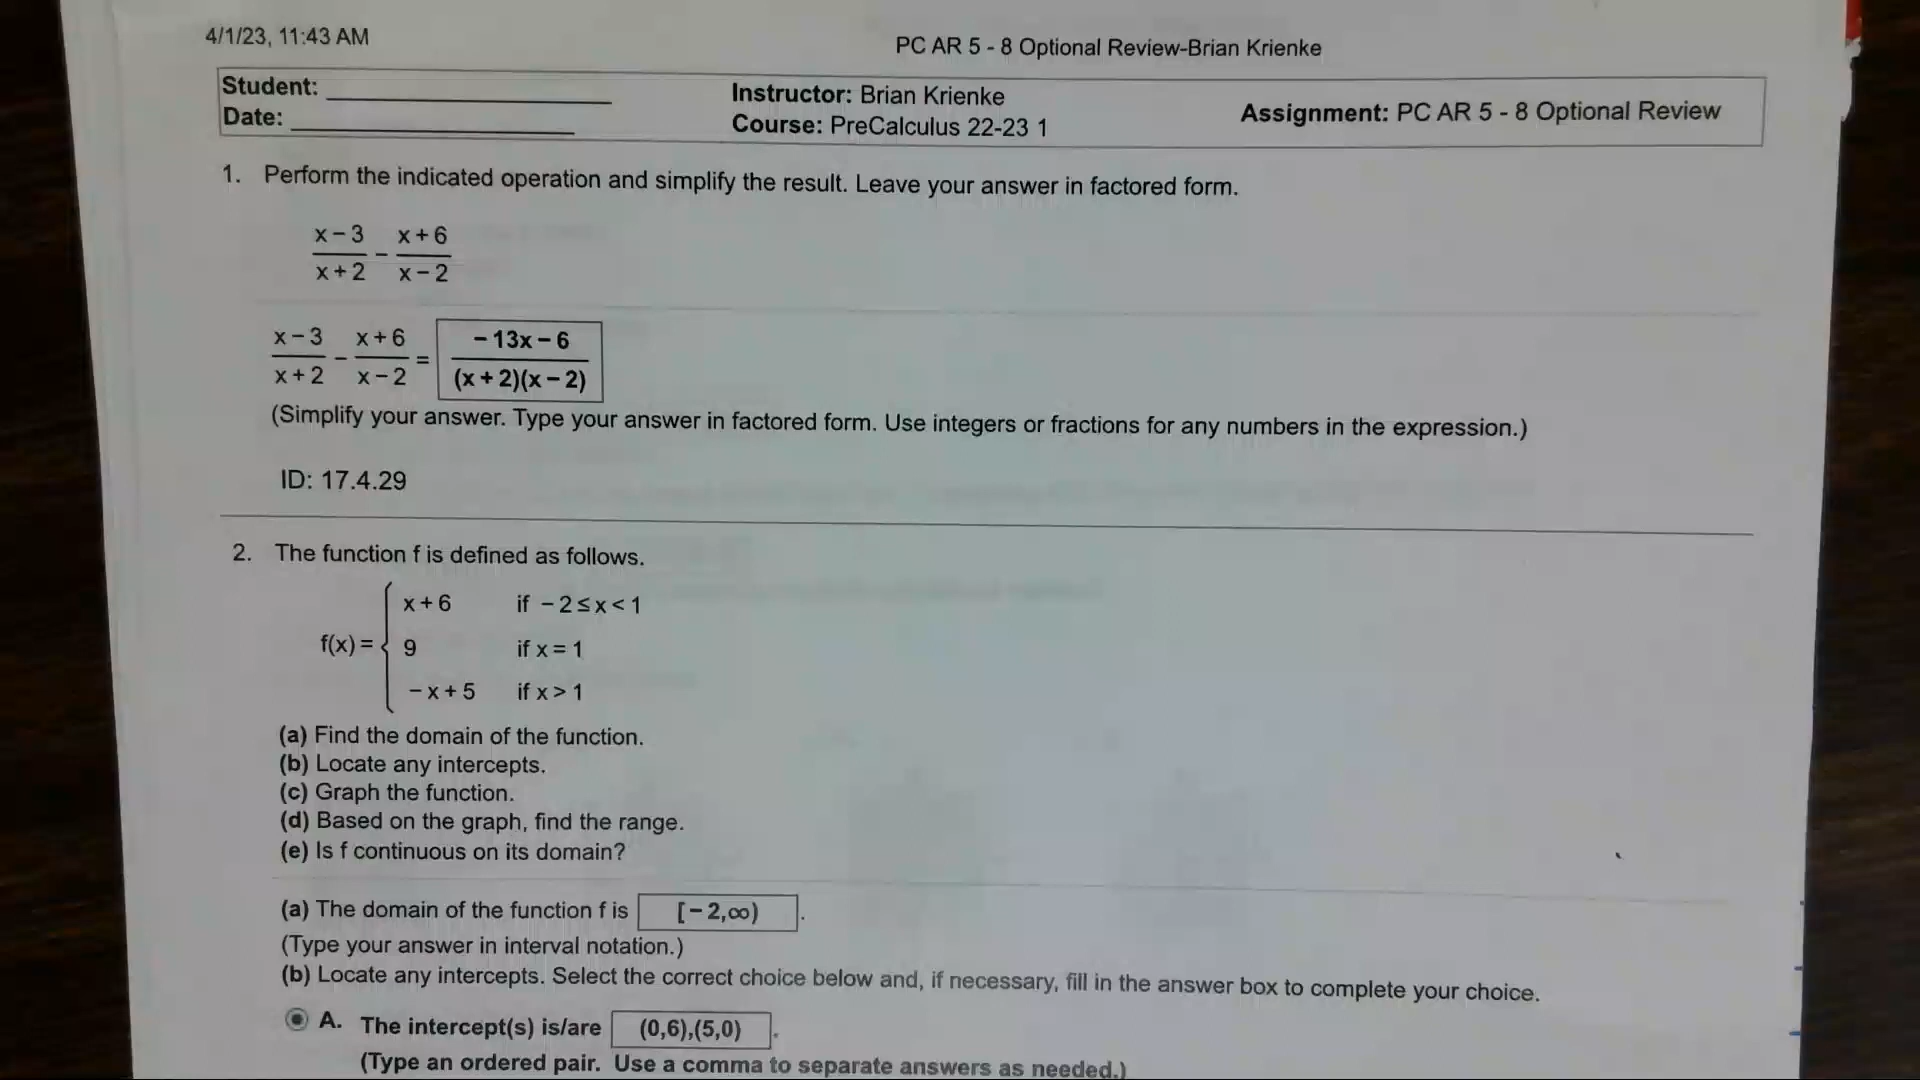 4/1/23, 11:43 AM
PC AR 5 - 8 Optional Review-Brian Krienke
Student: ____________________
Date: ____________________
Instructor: Brian Krienke
Course: PreCalculus 22-23 1
Assignment: PC AR 5 - 8 Optional Review
1. Perform the indicated operation and simplify the result. Leave your answer in factored form.
x − 3 x + 6
–
x + 2 x − 2
x − 3 x + 6 − 13x − 6
– =
x + 2 x − 2 (x + 2)(x − 2)
(Simplify your answer. Type your answer in factored form. Use integers or fractions for any numbers in the expression.)
ID: 17.4.29
2. The function f is defined as follows.
x + 6 if − 2 ≤ x < 1
f(x) = { 9 if x = 1
− x + 5 if x > 1
(a) Find the domain of the function.
(b) Locate any intercepts.
(c) Graph the function.
(d) Based on the graph, find the range.
(e) Is f continuous on its domain?
(a) The domain of the function f is [ − 2,∞) .
(Type your answer in interval notation.)
(b) Locate any intercepts. Select the correct choice below and, if necessary, fill in the answer box to complete your choice.
A. The intercept(s) is/are (0,6),(5,0) .
(Type an ordered pair. Use a comma to separate answers as needed.)